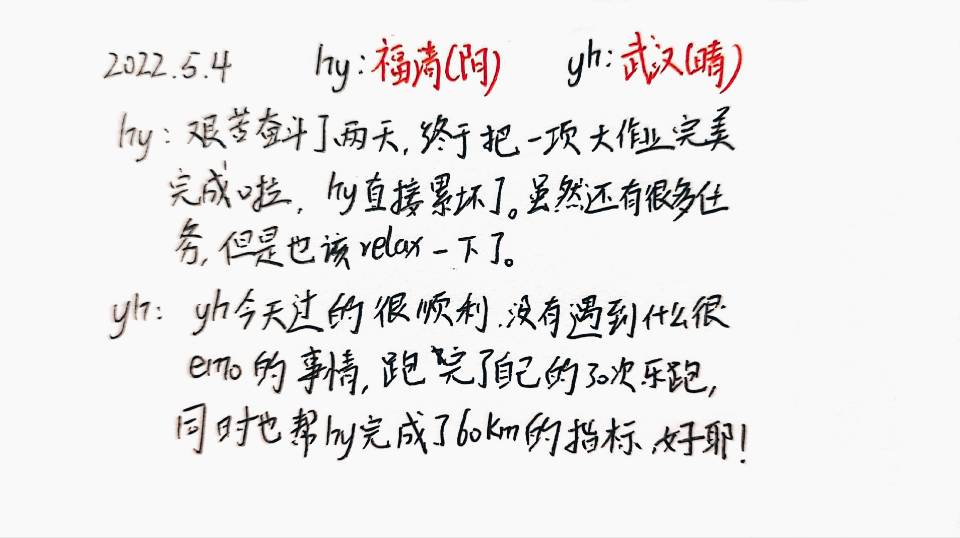 2022.5.4 hy:福清(阳) yh:武汉(晴)
hy:艰苦奋斗了两天,终于把一项大作业完美
完成啦,hy直接累坏了。虽然还有很多任
务,但是也该relax一下了。
yh: yh今天过的很顺利,没有遇到什么很
emo的事情,跑完了自己的30次乐跑,
同时也帮hy完成了60km的指标,好耶!